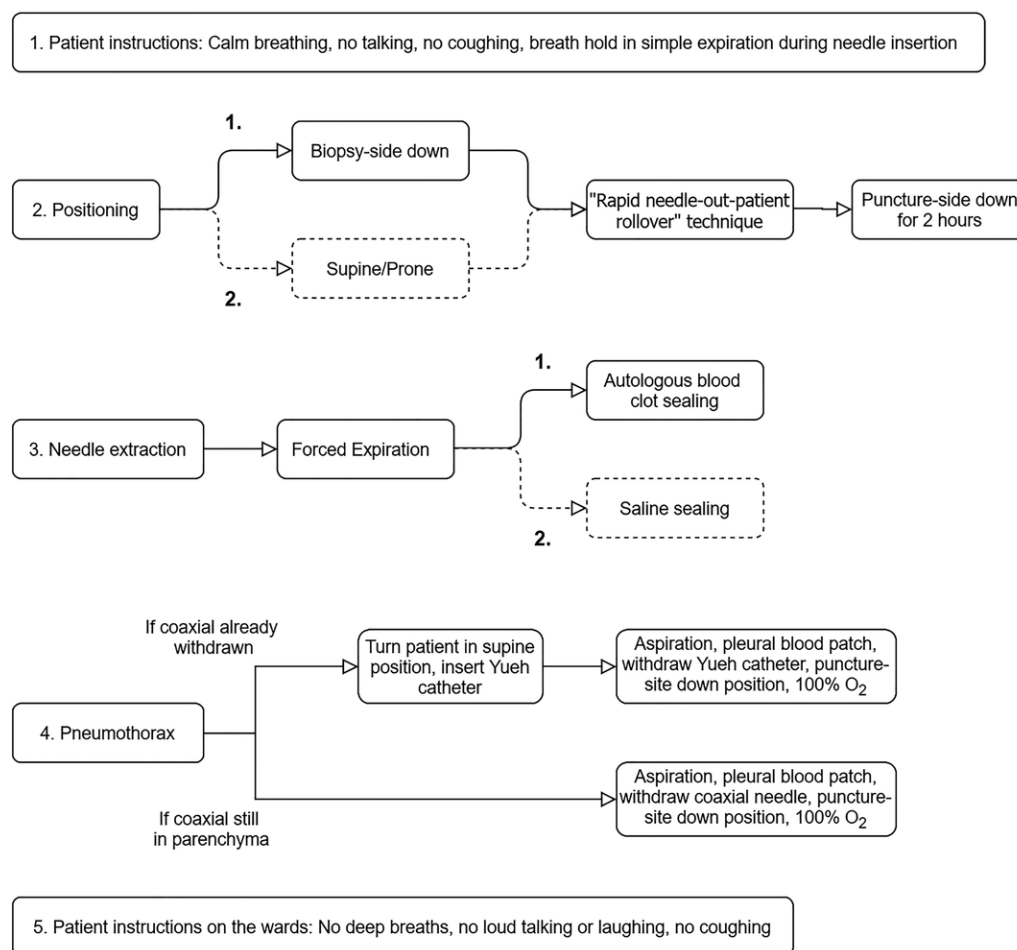 1. Patient instructions: Calm breathing, no talking, no coughing, breath hold in simple expiration during needle insertion
1.
Biopsy-side down
2. Positioning
"Rapid needle-out-patient
rollover" technique
Puncture-side down
for 2 hours
Supine/Prone
2.
1.
Autologous blood
clot sealing
3. Needle extraction
Forced Expiration
Saline sealing
2.
If coaxial already
withdrawn
Turn patient in supine
position, insert Yueh
catheter
Aspiration, pleural blood patch,
withdraw Yueh catheter, puncture-
site down position, 100% O₂
4. Pneumothorax
If coaxial still
in parenchyma
Aspiration, pleural blood patch,
withdraw coaxial needle, puncture-
site down position, 100% O₂
5. Patient instructions on the wards: No deep breaths, no loud talking or laughing, no coughing